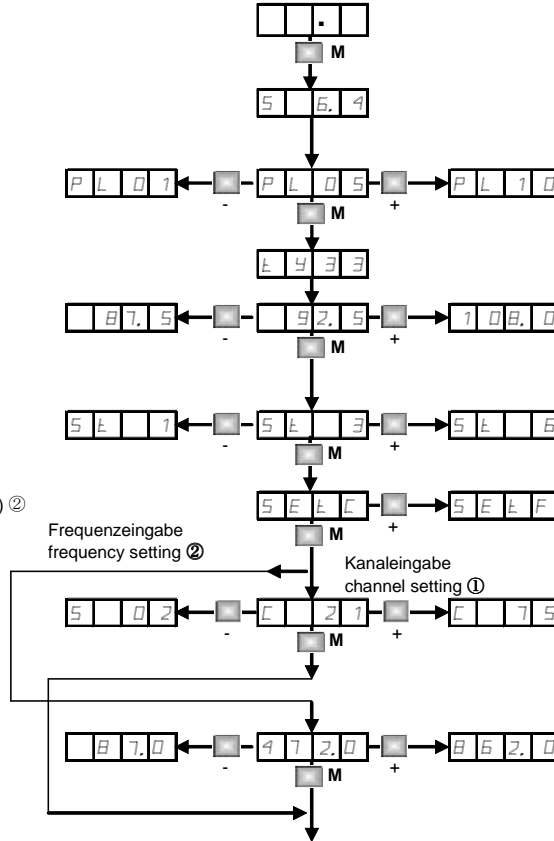 .
M
S 6. 4
P L 0 1 P L 0 5 P L 1 0
- M +
t y 3 3
8 7. 5 9 2. 5 1 0 8. 0
- M +
S t 1 S t 3 S t 6
- M +
) ②
S E t C S E t F
M +
Frequenzeingabe
frequency setting ②
Kanaleingabe
channel setting ①
S 0 2 C 2 1 C 7 5
- M +
8 7. 0 4 7 2. 0 8 6 2. 0
- M +